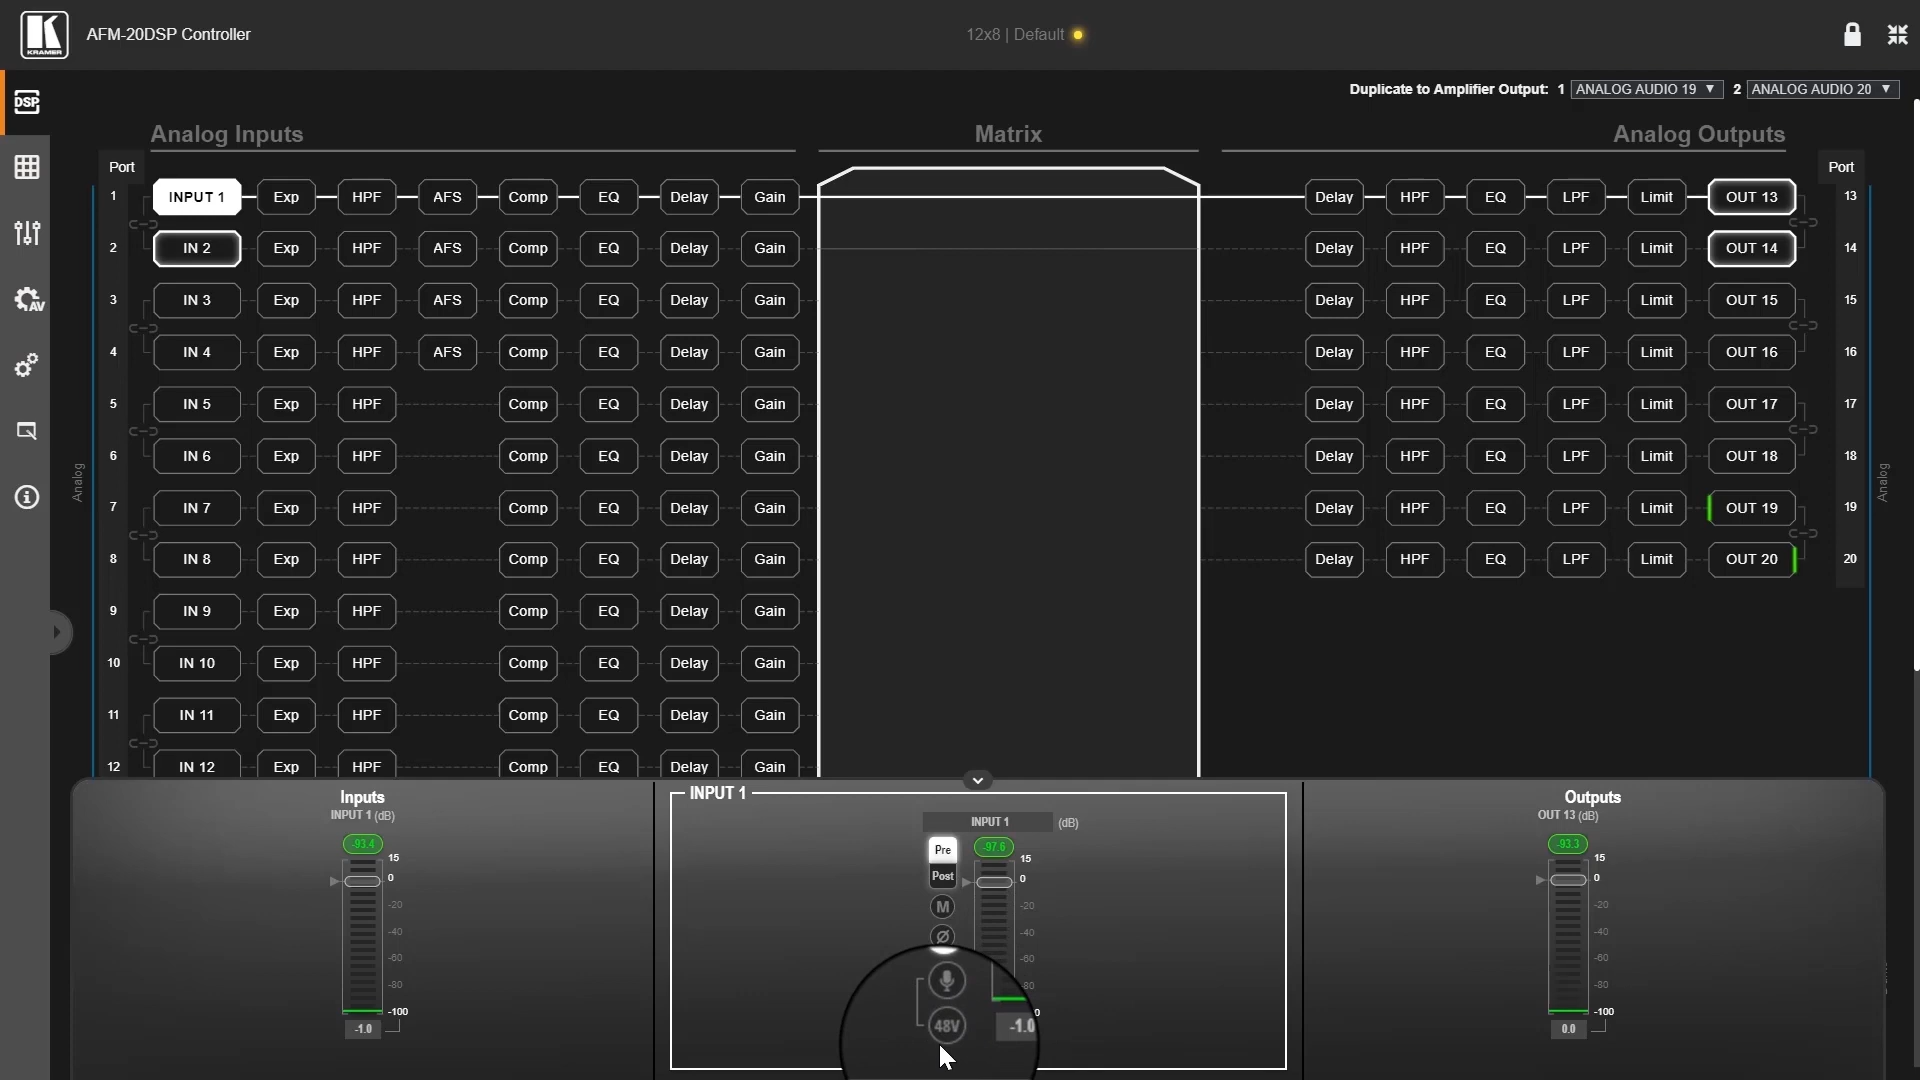 KRAMER
AFM-20DSP Controller
12x8 | Default
DSP
AV
Duplicate to Amplifier Output: 1 ANALOG AUDIO 19 ▼ 2 ANALOG AUDIO 20 ▼
Analog Inputs Matrix Analog Outputs
Port Port
1 INPUT 1 Exp HPF AFS Comp EQ Delay Gain Delay HPF EQ LPF Limit OUT 13 13
2 IN 2 Exp HPF AFS Comp EQ Delay Gain Delay HPF EQ LPF Limit OUT 14 14
3 IN 3 Exp HPF AFS Comp EQ Delay Gain Delay HPF EQ LPF Limit OUT 15 15
4 IN 4 Exp HPF AFS Comp EQ Delay Gain Delay HPF EQ LPF Limit OUT 16 16
5 IN 5 Exp HPF Comp EQ Delay Gain Delay HPF EQ LPF Limit OUT 17 17
6 IN 6 Exp HPF Comp EQ Delay Gain Delay HPF EQ LPF Limit OUT 18 18
Analog Analog
7 IN 7 Exp HPF Comp EQ Delay Gain Delay HPF EQ LPF Limit OUT 19 19
8 IN 8 Exp HPF Comp EQ Delay Gain Delay HPF EQ LPF Limit OUT 20 20
9 IN 9 Exp HPF Comp EQ Delay Gain
10 IN 10 Exp HPF Comp EQ Delay Gain
11 IN 11 Exp HPF Comp EQ Delay Gain
12 IN 12 Exp HPF Comp EQ Delay Gain
Inputs
INPUT 1 (dB)
-93.4
15
0
-20
-40
-60
-80
-100
-1.0
INPUT 1
INPUT 1 (dB)
Pre -97.6
15
Post 0
M -20
Ø -40
-60
80
0
48V -1.0
Outputs
OUT 13 (dB)
-93.3
15
0
-20
-40
-60
-80
-100
0.0